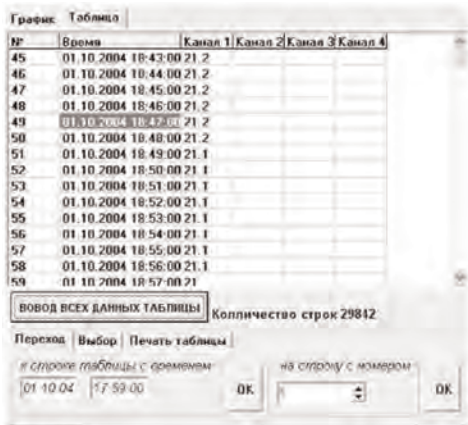 График Таблица
№ Время Канал 1 Канал 2 Канал 3 Канал 4
45 01.10.2004 18:43:00 21.2
46 01.10.2004 18:44:00 21.2
47 01.10.2004 18:45:00 21.2
48 01.10.2004 18:46:00 21.2
49 01.10.2004 18:47:00 21.2
50 01.10.2004 18:48:00 21.2
51 01.10.2004 18:49:00 21.1
52 01.10.2004 18:50:00 21.1
53 01.10.2004 18:51:00 21.1
54 01.10.2004 18:52:00 21.1
55 01.10.2004 18:53:00 21.1
56 01.10.2004 18:54:00 21.1
57 01.10.2004 18:55:00 21.1
58 01.10.2004 18:56:00 21.1
59 01.10.2004 18:57:00 21
ВОВОД ВСЕХ ДАННЫХ ТАБЛИЦЫ Колличество строк 29842
Переход Выбор Печать таблицы
к строке таблицы с временем на строку с номером
01.10.04 17:59:00 OK OK